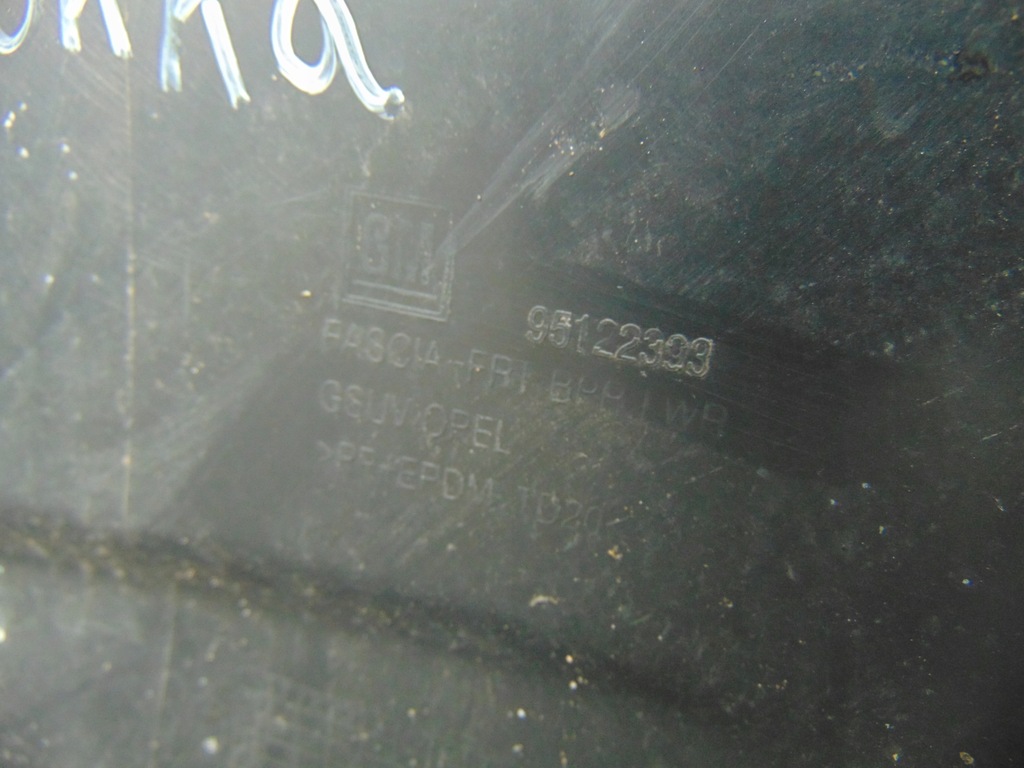 GM
95122393
FASCIA-FRT BPR LWR
GSUV OPEL
>PP+EPDM-TD20